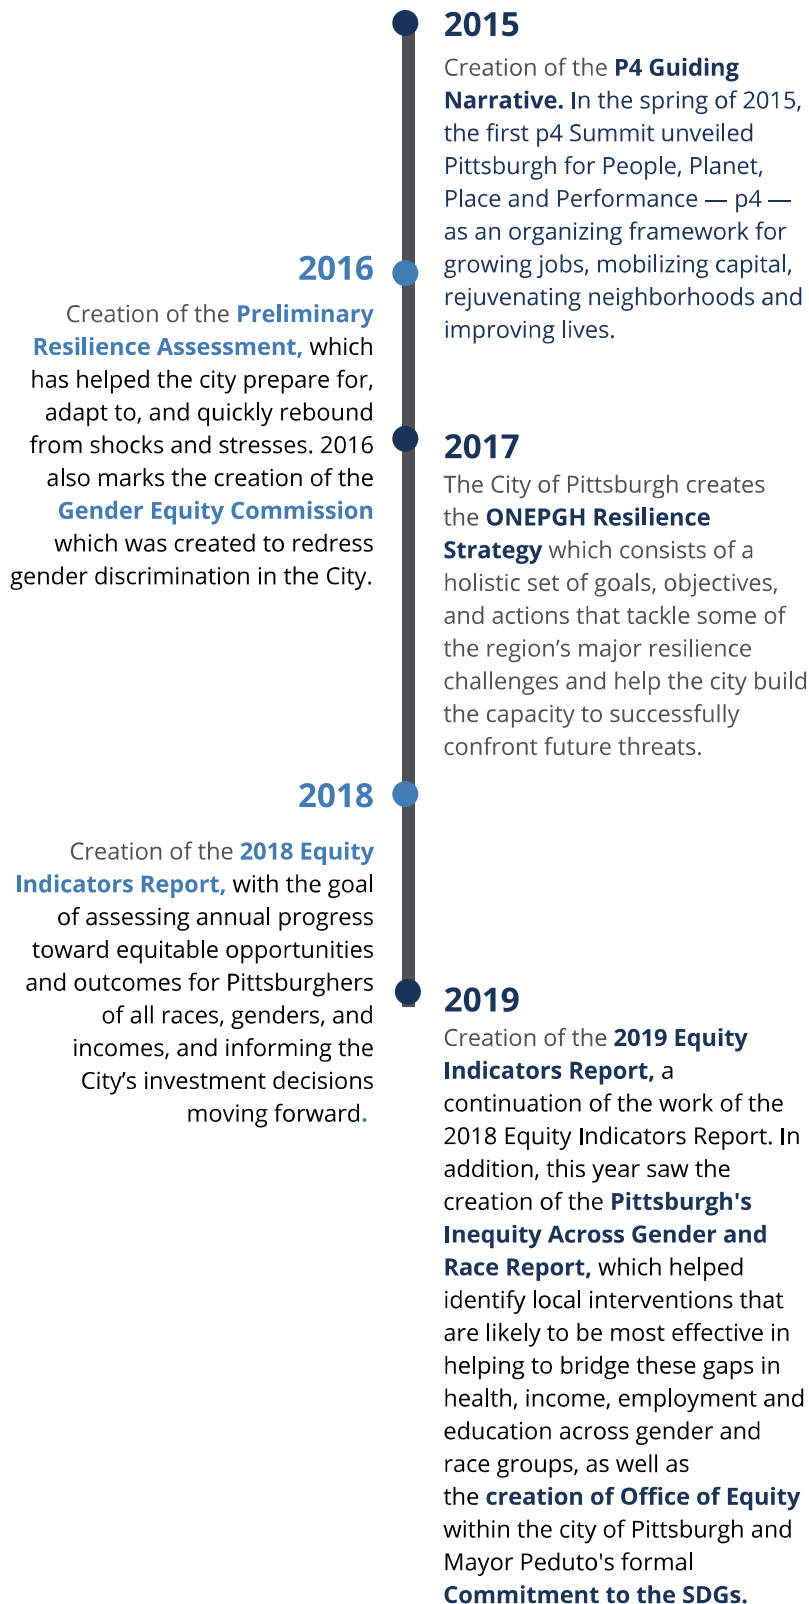 2015
Creation of the P4 Guiding
Narrative. In the spring of 2015,
the first p4 Summit unveiled
Pittsburgh for People, Planet,
Place and Performance — p4 —
as an organizing framework for
growing jobs, mobilizing capital,
rejuvenating neighborhoods and
improving lives.
2016
Creation of the Preliminary
Resilience Assessment, which
has helped the city prepare for,
adapt to, and quickly rebound
from shocks and stresses. 2016
also marks the creation of the
Gender Equity Commission
which was created to redress
gender discrimination in the City.
2017
The City of Pittsburgh creates
the ONEPGH Resilience
Strategy which consists of a
holistic set of goals, objectives,
and actions that tackle some of
the region's major resilience
challenges and help the city build
the capacity to successfully
confront future threats.
2018
Creation of the 2018 Equity
Indicators Report, with the goal
of assessing annual progress
toward equitable opportunities
and outcomes for Pittsburghers
of all races, genders, and
incomes, and informing the
City’s investment decisions
moving forward.
2019
Creation of the 2019 Equity
Indicators Report, a
continuation of the work of the
2018 Equity Indicators Report. In
addition, this year saw the
creation of the Pittsburgh's
Inequity Across Gender and
Race Report, which helped
identify local interventions that
are likely to be most effective in
helping to bridge these gaps in
health, income, employment and
education across gender and
race groups, as well as
the creation of Office of Equity
within the city of Pittsburgh and
Mayor Peduto's formal
Commitment to the SDGs.